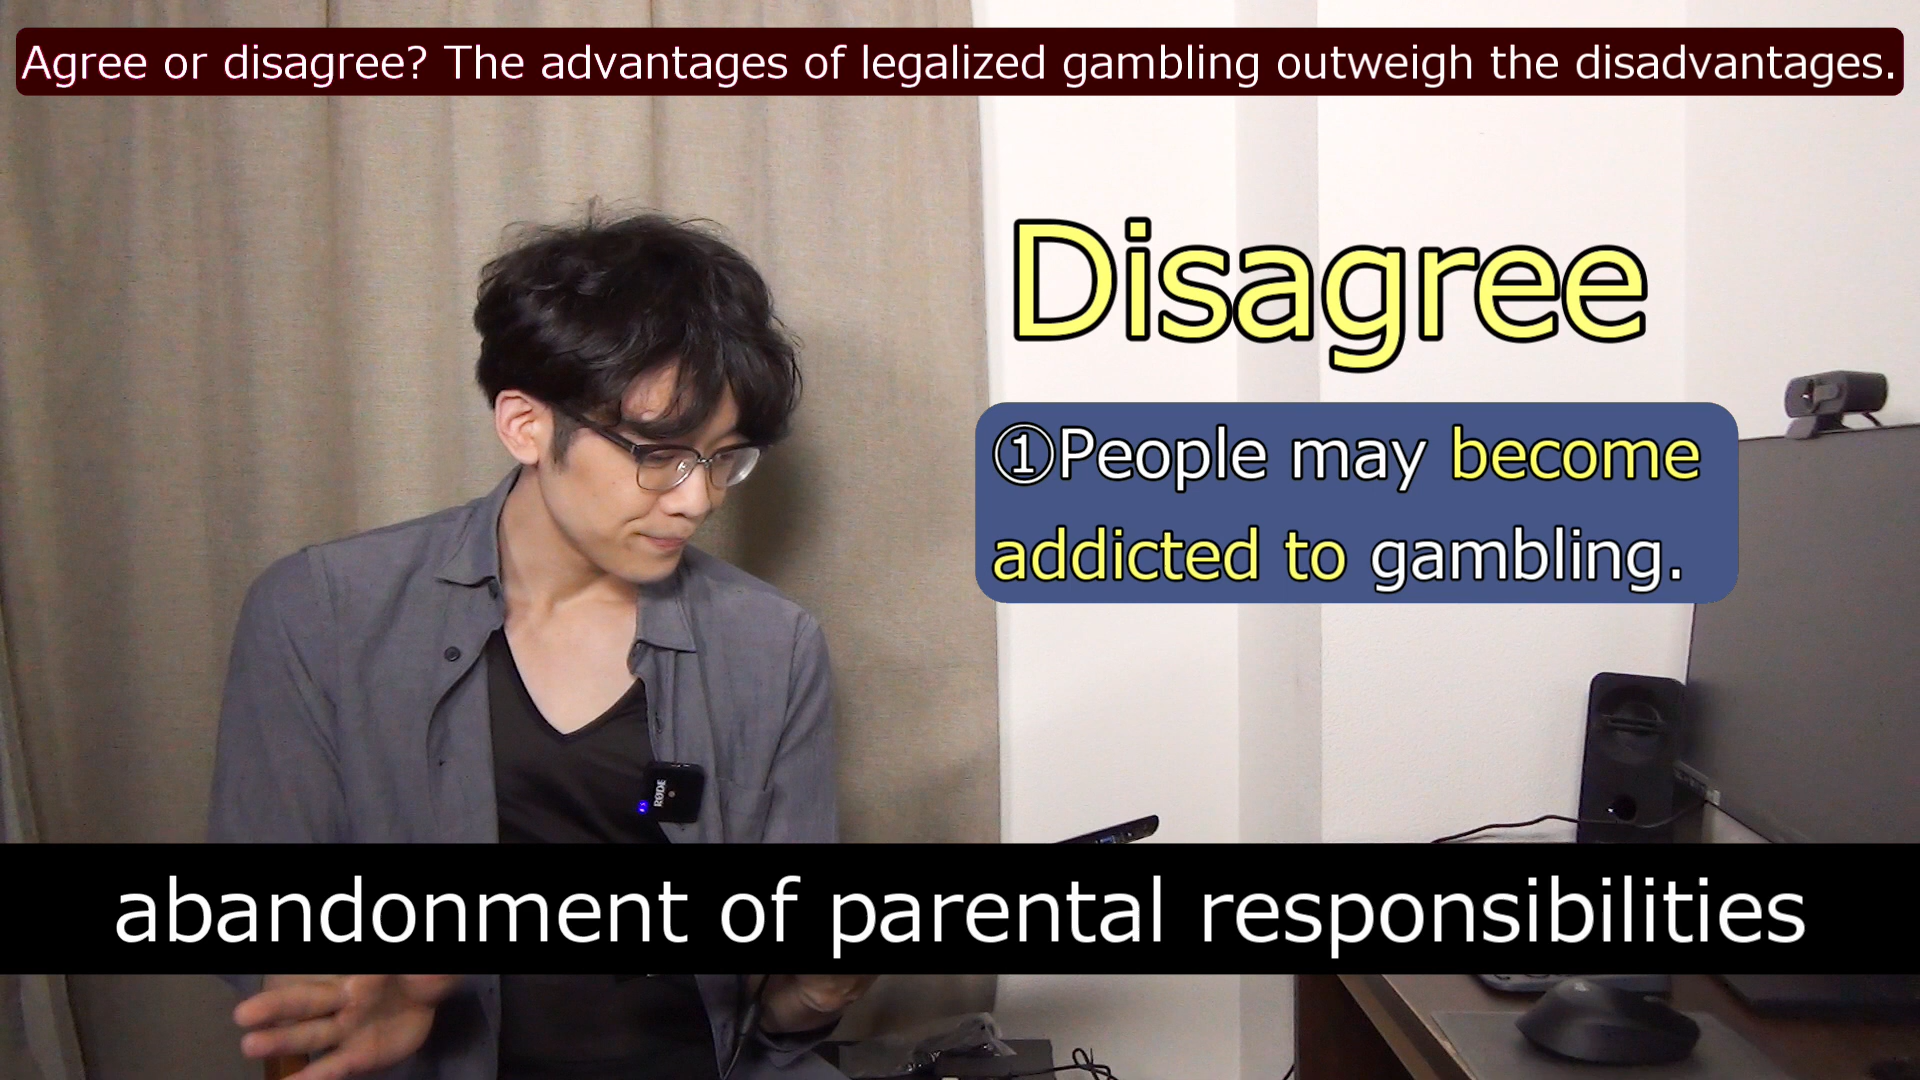 Agree or disagree? The advantages of legalized gambling outweigh the disadvantages.
Disagree
①People may become
addicted to gambling.
RØDE
abandonment of parental responsibilities